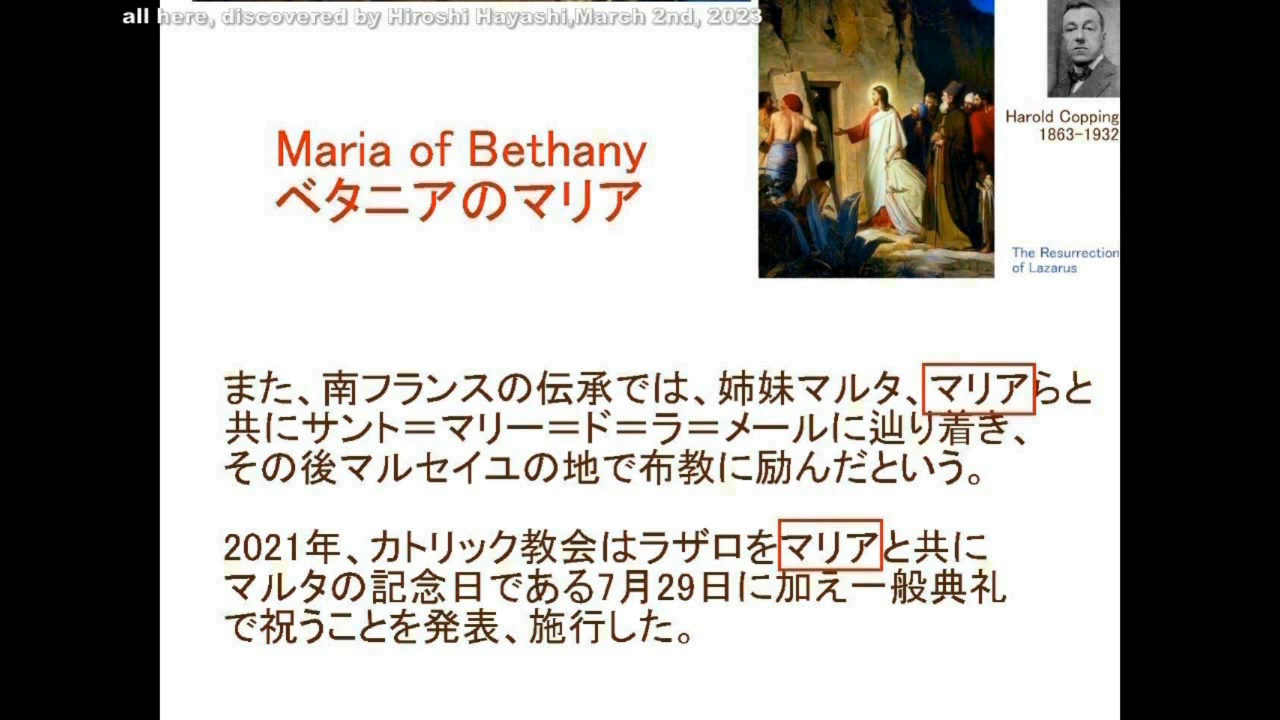 all here, discovered by Hiroshi Hayashi,March 2nd, 2023
Harold Copping
1863-1932
Maria of Bethany
ベタニアのマリア
The Resurrection
of Lazarus
また、南フランスの伝承では、姉妹マルタ、マリアらと
共にサント＝マリー＝ド＝ラ＝メールに辿り着き、
その後マルセイユの地で布教に励んだという。
2021年、カトリック教会はラザロをマリアと共に
マルタの記念日である7月29日に加え一般典礼
で祝うことを発表、施行した。